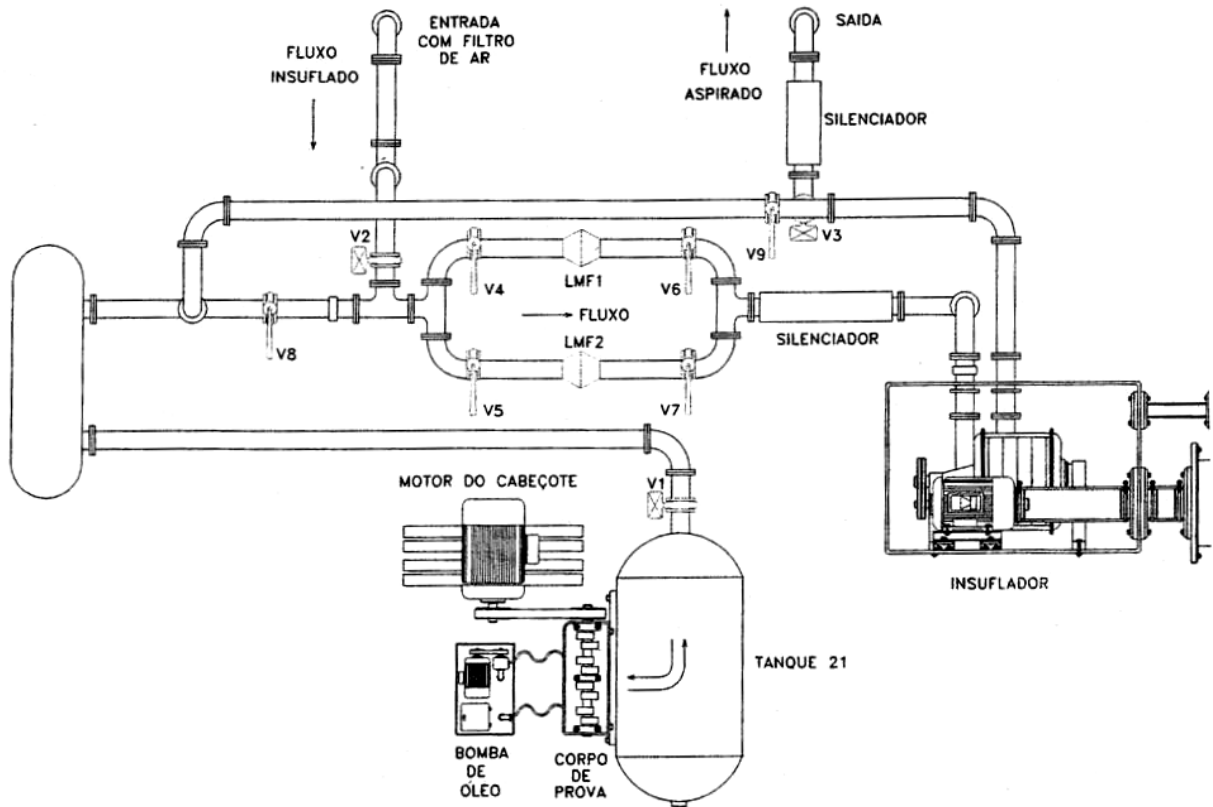 ENTRADA
COM FILTRO
DE AR
FLUXO
INSUFLADO
SAIDA
FLUXO
ASPIRADO
SILENCIADOR
V2
V9
V3
V4
LMF1
V6
FLUXO
V8
LMF2
SILENCIADOR
V5
V7
MOTOR DO CABEÇOTE
V1
INSUFLADOR
TANQUE 21
BOMBA
DE
ÓLEO
CORPO
DE
PROVA